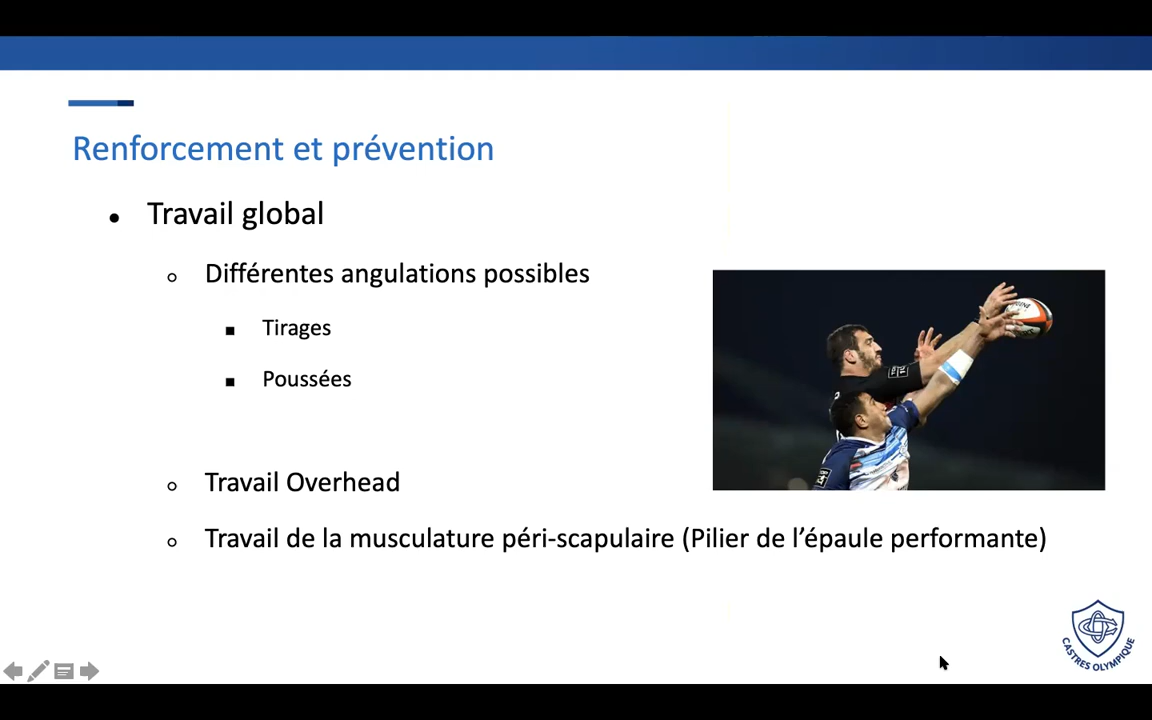 Renforcement et prévention
• Travail global
○ Différentes angulations possibles
■ Tirages
■ Poussées
○ Travail Overhead
○ Travail de la musculature péri-scapulaire (Pilier de l'épaule performante)
CASTRES OLYMPIQUE